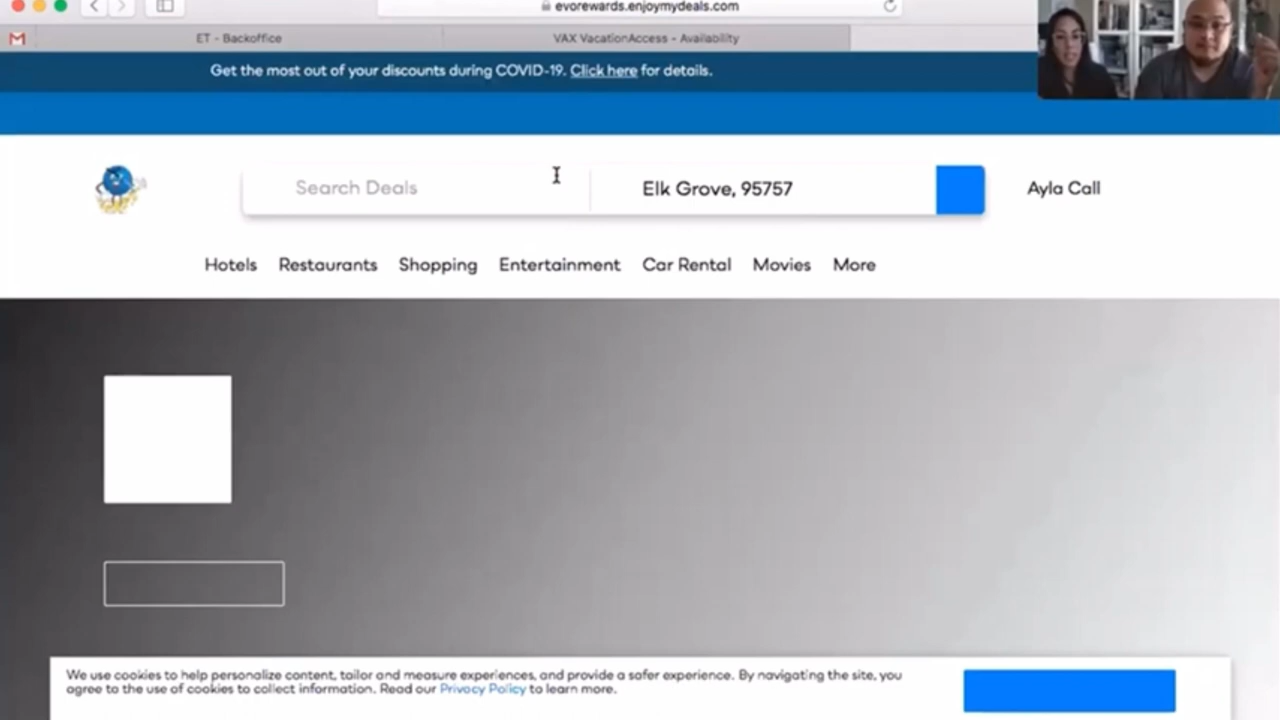 evorewards.enjoymydeals.com
ET - Backoffice
VAX VacationAccess - Availability
Get the most out of your discounts during COVID-19. Click here for details.
Search Deals
Elk Grove, 95757
Ayla Call
Hotels Restaurants Shopping Entertainment Car Rental Movies More
We use cookies to help personalize content, tailor and measure experiences, and provide a safer experience. By navigating the site, you
agree to the use of cookies to collect information. Read our Privacy Policy to learn more.